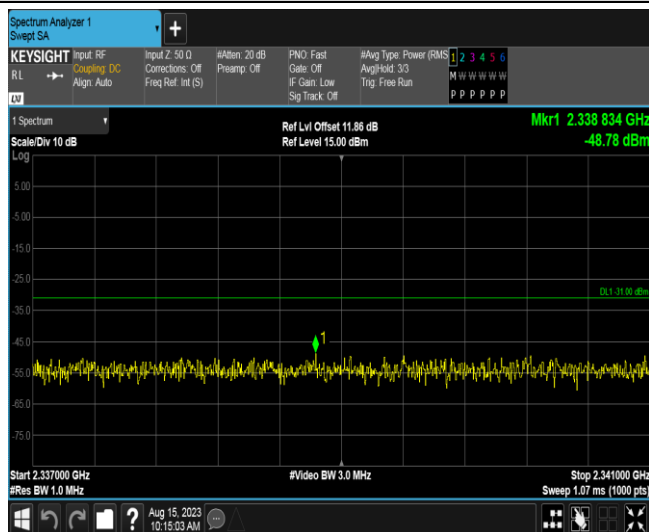 Spectrum Analyzer 1
Swept SA
+
KEYSIGHT
RL
LXI
Input: RF
Coupling: DC
Align: Auto
Input Z: 50 Ω
Corrections: Off
Freq Ref: Int (S)
#Atten: 20 dB
Preamp: Off
PNO: Fast
Gate: Off
IF Gain: Low
Sig Track: Off
#Avg Type: Power (RMS
Avg|Hold: 3/3
Trig: Free Run
1 2 3 4 5 6
M W W W W W
P P P P P P
1 Spectrum
Scale/Div 10 dB
Ref Lvl Offset 11.86 dB
Ref Level 15.00 dBm
Mkr1 2.338 834 GHz
-48.78 dBm
Log
5.00
-5.00
-15.0
-25.0
DL1 -31.00 dBm
-35.0
-45.0
1
-55.0
-65.0
-75.0
Start 2.337000 GHz
#Res BW 1.0 MHz
#Video BW 3.0 MHz
Stop 2.341000 GHz
Sweep 1.07 ms (1000 pts)
?
Aug 15, 2023
10:15:03 AM